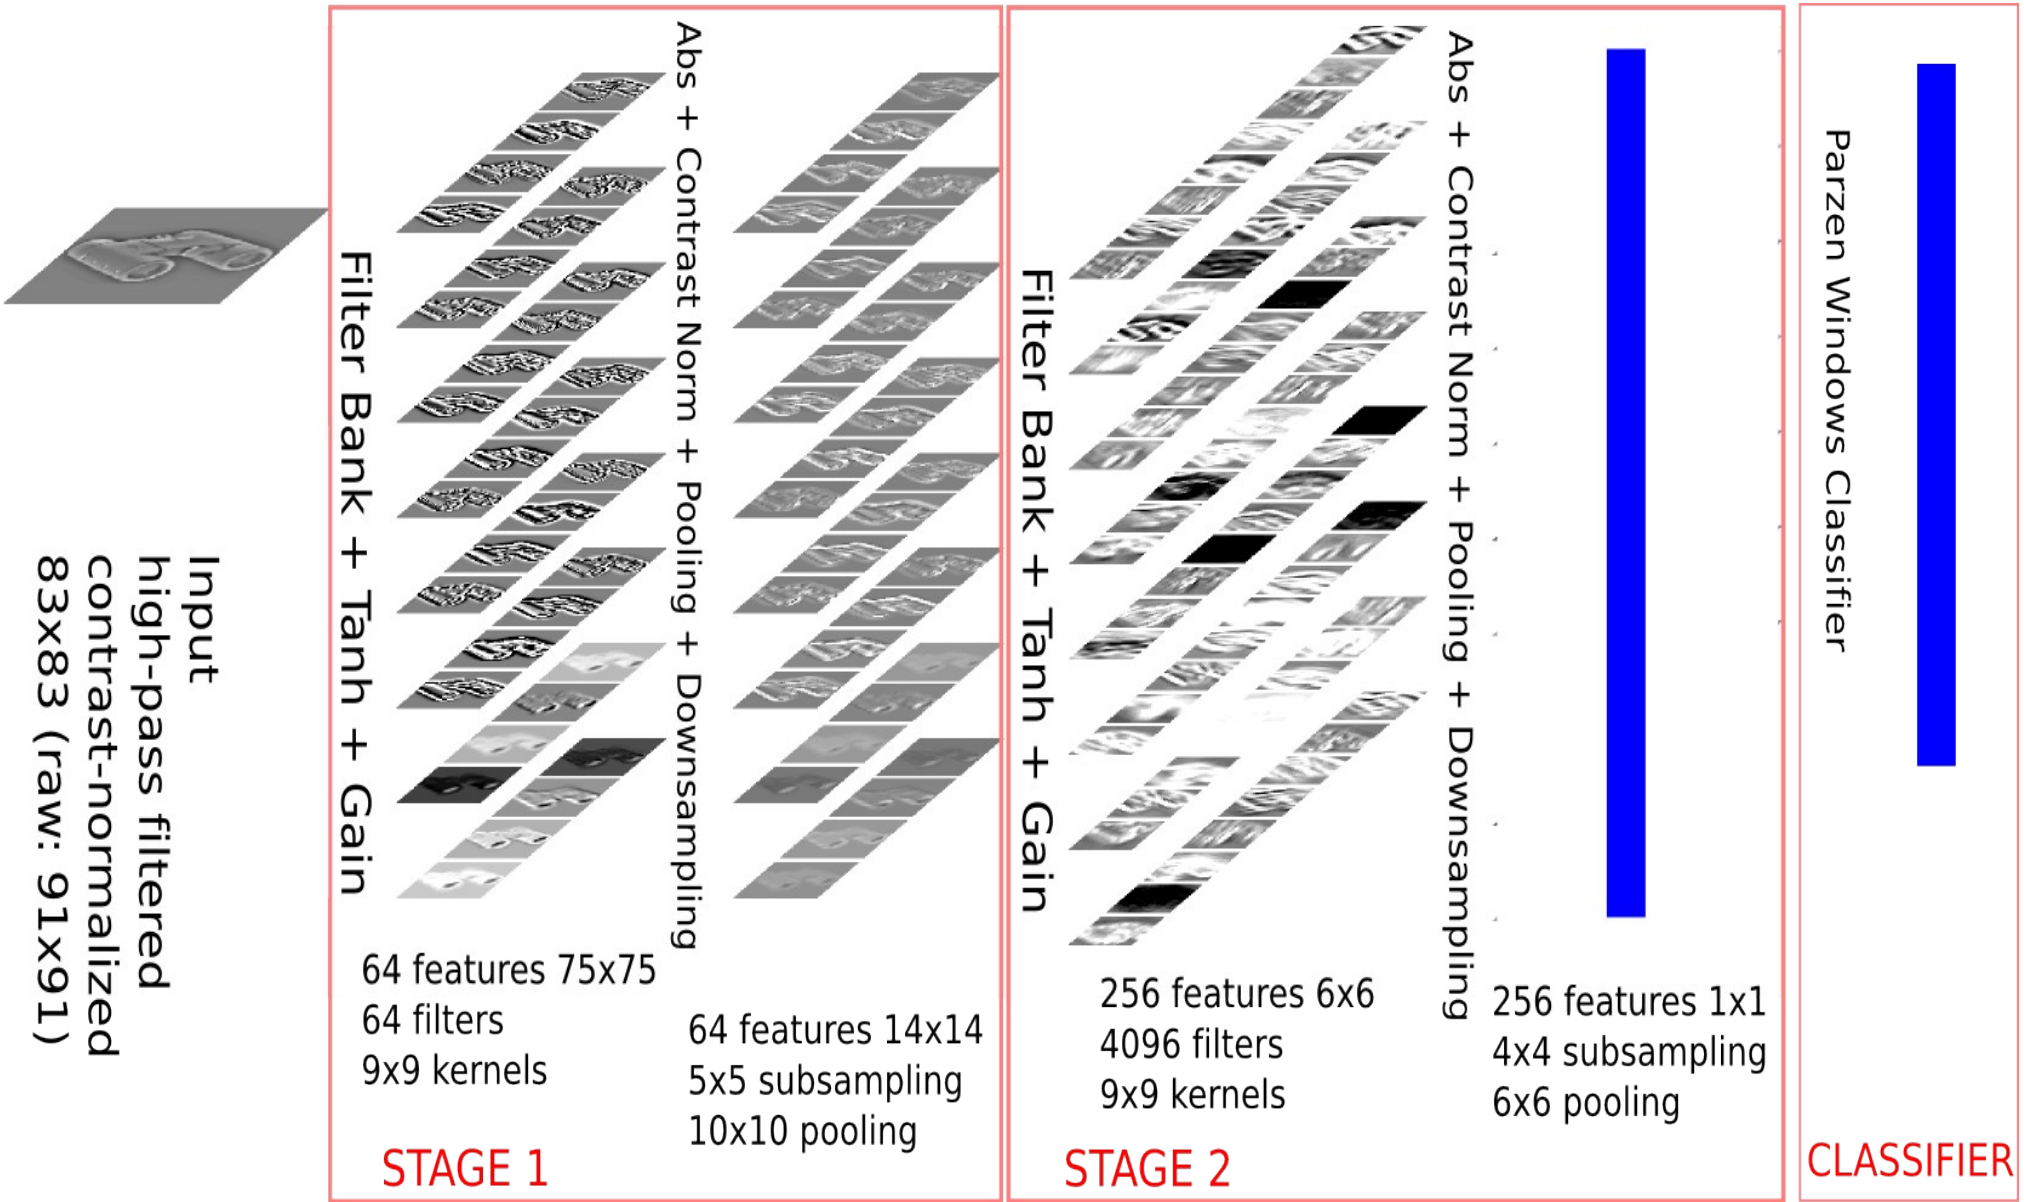 Input
high-pass filtered
contrast-normalized
83x83 (raw: 91x91)
Filter Bank + Tanh + Gain
Abs + Contrast Norm + Pooling + Downsampling
64 features 75x75
64 filters
9x9 kernels
64 features 14x14
5x5 subsampling
10x10 pooling
STAGE 1
Filter Bank + Tanh + Gain
Abs + Contrast Norm + Pooling + Downsampling
256 features 6x6
4096 filters
9x9 kernels
256 features 1x1
4x4 subsampling
6x6 pooling
STAGE 2
Parzen Windows Classifier
CLASSIFIER